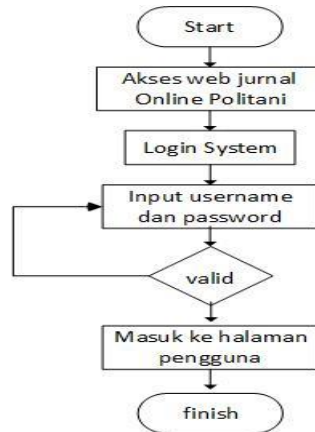 Start
Akses web jurnal
Online Politani
Login System
Input username
dan password
valid
Masuk ke halaman
pengguna
finish